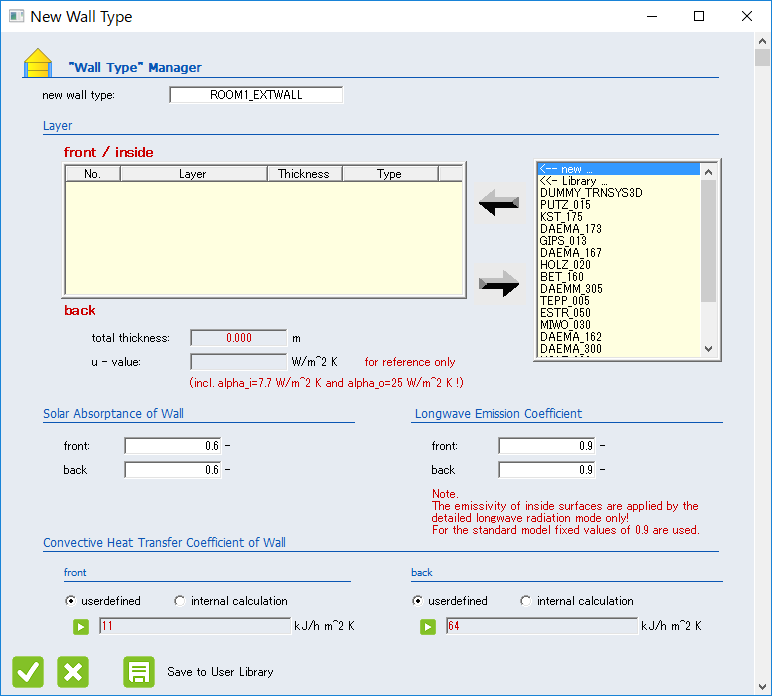 New Wall Type
"Wall Type" Manager
new wall type: ROOM1_EXTWALL
Layer
front / inside
No. Layer Thickness Type
<-- new ...
<<- Library ...
DUMMY_TRNSYS3D
PUTZ_015
KST_175
DAEMA_173
GIPS_013
DAEMA_167
HOLZ_020
BET_160
DAEMM_305
TEPP_005
ESTR_050
MIWO_030
DAEMA_162
DAEMA_300
back
total thickness: 0.000 m
u - value: W/m^2 K for reference only
(incl. alpha_i=7.7 W/m^2 K and alpha_o=25 W/m^2 K !)
Solar Absorptance of Wall
front: 0.6 -
back 0.6 -
Longwave Emission Coefficient
front: 0.9 -
back 0.9 -
Note.
The emissivity of inside surfaces are applied by the
detailed longwave radiation mode only!
For the standard model fixed values of 0.9 are used.
Convective Heat Transfer Coefficient of Wall
front
userdefined internal calculation
11 kJ/h m^2 K
back
userdefined internal calculation
64 kJ/h m^2 K
Save to User Library